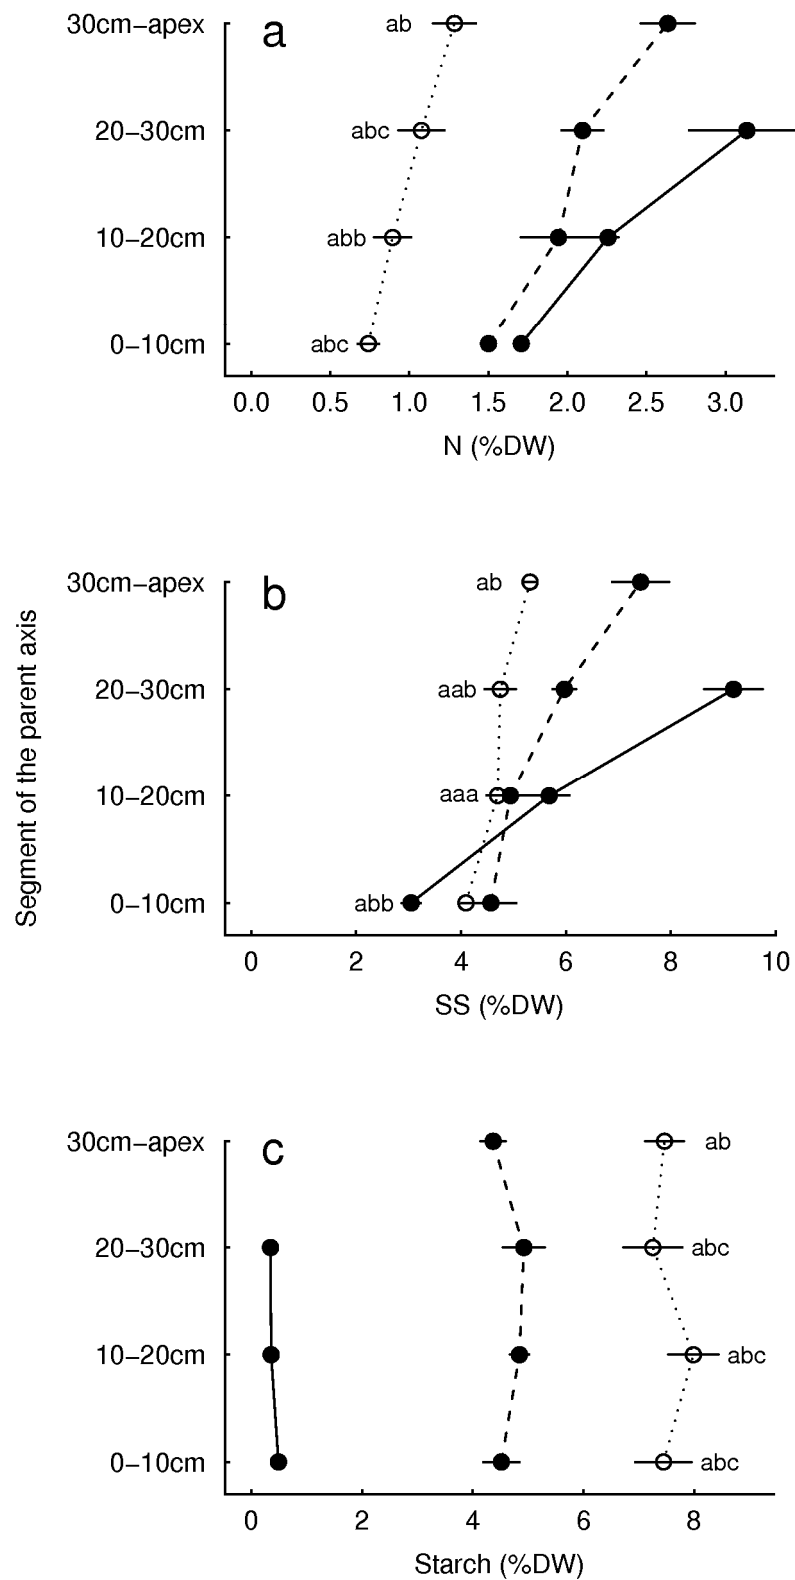 30cm−apex
a
ab
20−30cm
abc
10−20cm
abb
0−10cm
abc
0.0 0.5 1.0 1.5 2.0 2.5 3.0
N (%DW)
Segment of the parent axis
30cm−apex
b
ab
20−30cm
aab
10−20cm
aaa
0−10cm
abb
0 2 4 6 8 10
SS (%DW)
30cm−apex
c
ab
20−30cm
abc
10−20cm
abc
0−10cm
abc
0 2 4 6 8
Starch (%DW)